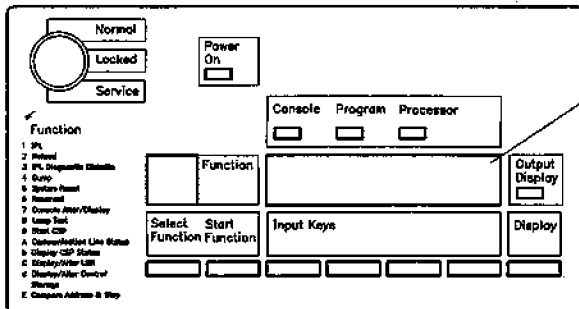 Normal
Locked
Service
Power
On
Console Program Processor
Function
1 IPL
2 Reload
3 IPL Diagnostic Diskette
4 Dump
5 System Reset
6 Reserved
7 Console Alter/Display
8 Lamp Test
9 Start CSP
A Communication Line Status
b Display CSP Status
C Display/Alter LSR
d Display/Alter Control
Storage
E Compare Address & Stop
Function
Output
Display
Select
Function
Start
Function
Input Keys
Display